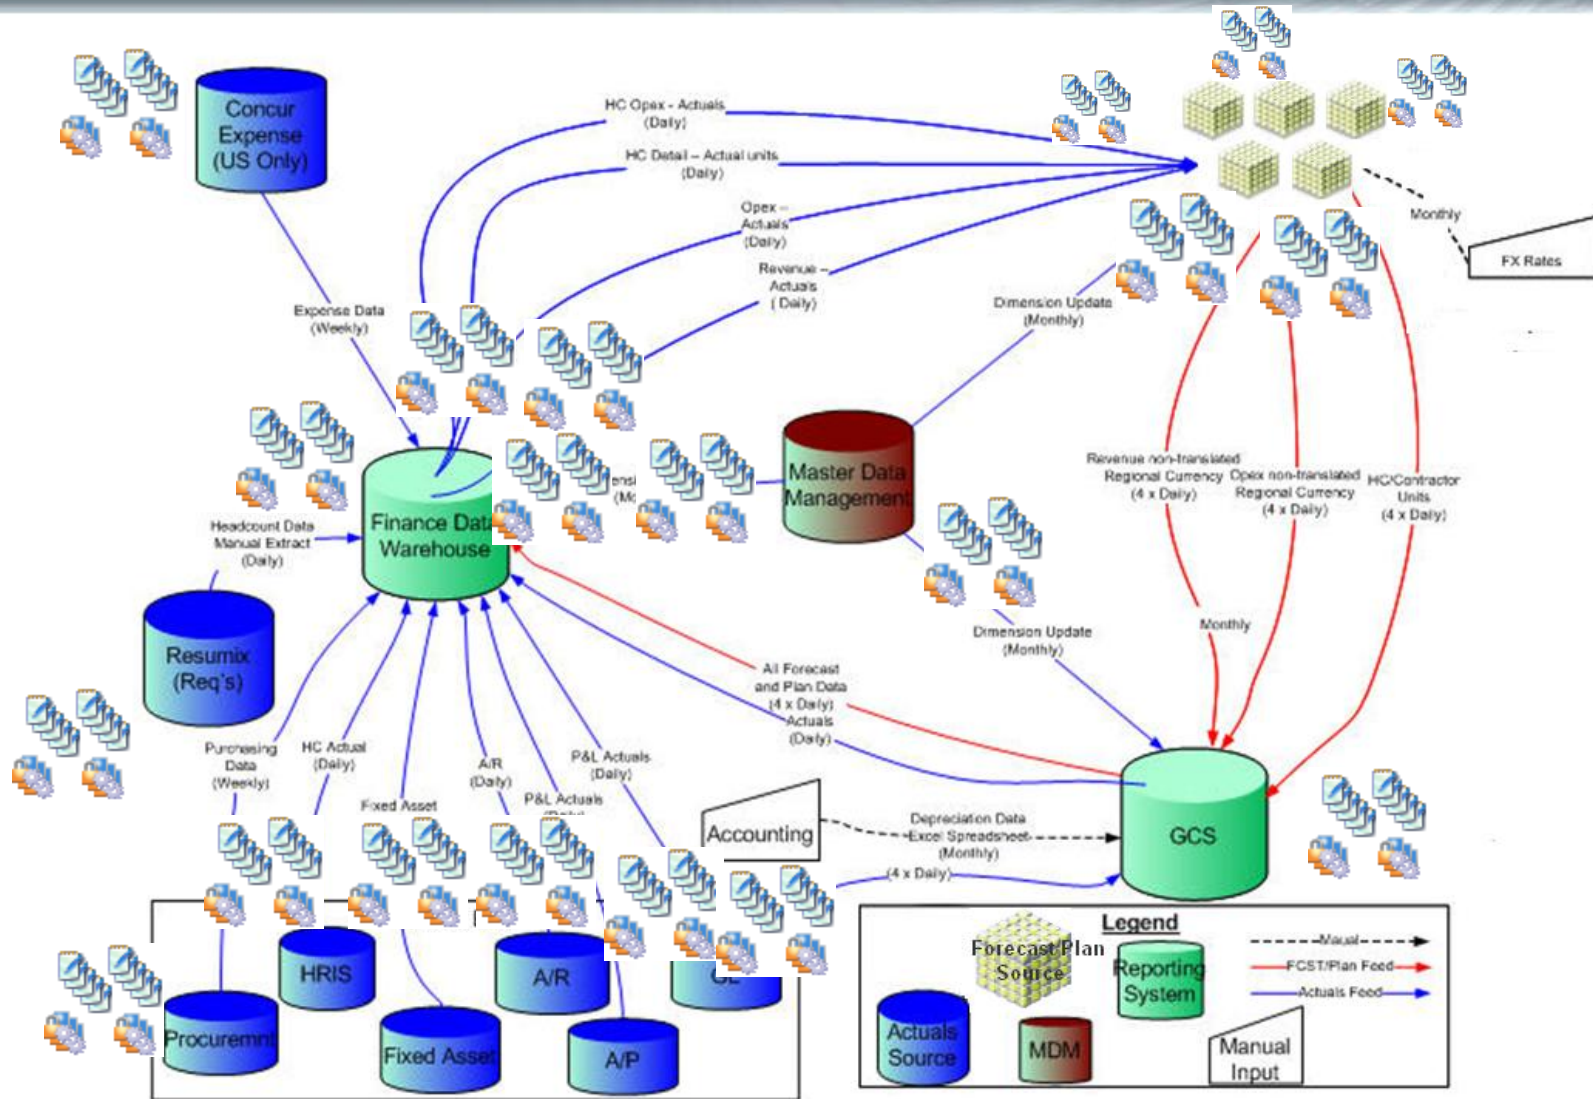 Concur
Expense
(US Only)
HC Opex - Actuals
(Daily)
HC Detail – Actual units
(Daily)
Opex –
Actuals
(Daily)
Revenue –
Actuals
( Daily)
Monthly
FX Rates
Expense Data
(Weekly)
Dimension Update
(Monthly)
Master Data
Management
Revenue non-translated
Regional Currency
(4 x Daily)
Opex non-translated
Regional Currency
(4 x Daily)
HC/Contractor
Units
(4 x Daily)
Headcount Data
Manual Extract
(Daily)
Finance Data
Warehouse
Resumix
(Req's)
Dimension Update
(Monthly)
Monthly
All Forecast
and Plan Data
(4 x Daily)
Actuals
(Daily)
Purchasing
Data
(Weekly)
HC Actual
(Daily)
Fixed Asset
A/R
(Daily)
P&L Actuals
P&L Actuals
(Daily)
Accounting
Depreciation Data
Excel Spreadsheet
(Monthly)
(4 x Daily)
GCS
Procuremnt
HRIS
Fixed Asset
A/R
A/P
GL
Legend
Forecast/Plan
Source
Reporting
System
Maual
FCST/Plan Feed
Actuals Feed
Actuals
Source
MDM
Manual
Input